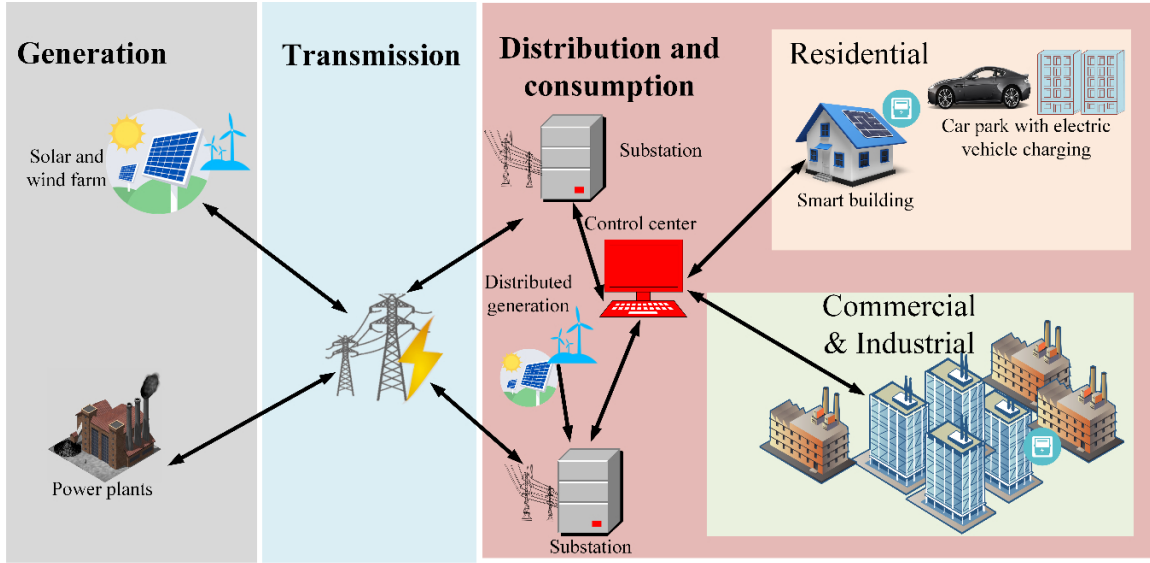 Generation
Solar and
wind farm
Power plants
Transmission
Distribution and
consumption
Substation
Control center
Distributed
generation
Substation
Residential
Car park with electric
vehicle charging
Smart building
Commercial
& Industrial